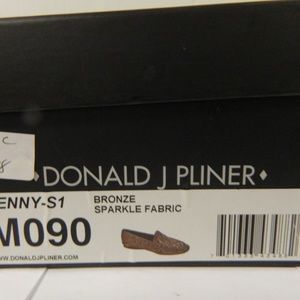 C
DONALD J PLINER
ENNY-S1
BRONZE
SPARKLE FABRIC
M090
WWW.DONALDJPLINER.COM